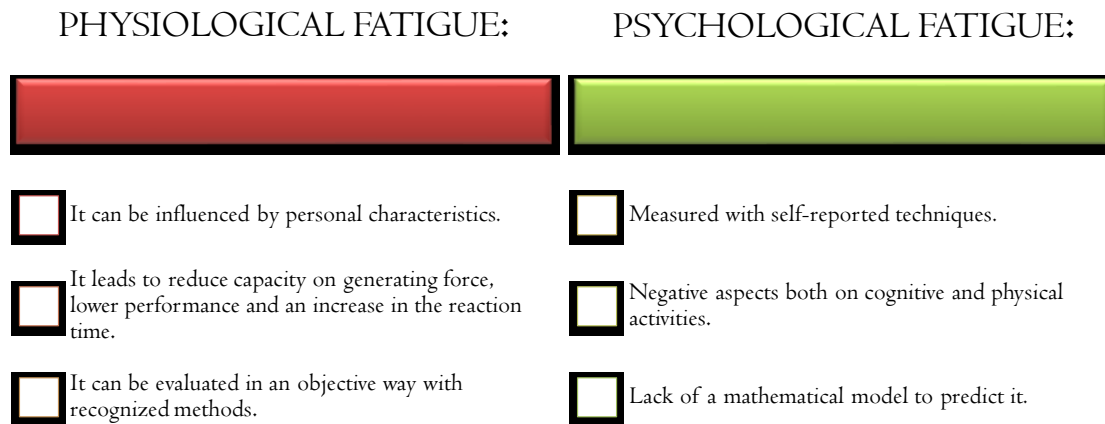 PHYSIOLOGICAL FATIGUE:
It can be influenced by personal characteristics.
It leads to reduce capacity on generating force,
lower performance and an increase in the reaction
time.
It can be evaluated in an objective way with
recognized methods.
PSYCHOLOGICAL FATIGUE:
Measured with self-reported techniques.
Negative aspects both on cognitive and physical
activities.
Lack of a mathematical model to predict it.